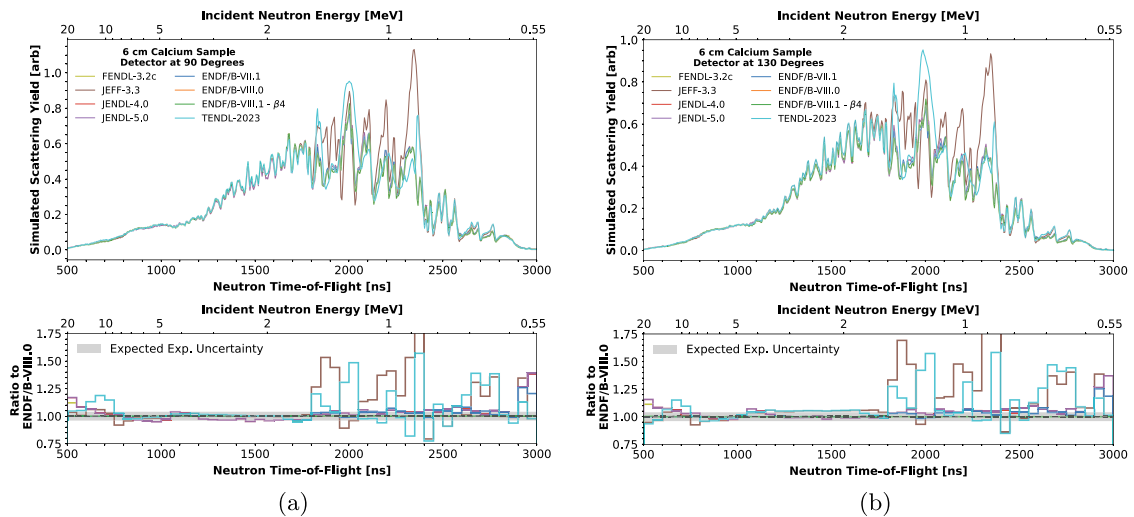 Incident Neutron Energy [MeV]
20 10 5 2 1 0.55
6 cm Calcium Sample
Detector at 90 Degrees
FENDL-3.2c ENDF/B-VII.1
JEFF-3.3 ENDF/B-VIII.0
JENDL-4.0 ENDF/B-VIII.1 - β4
JENDL-5.0 TENDL-2023
Simulated Scattering Yield [arb]
1.0
0.8
0.6
0.4
0.2
0.0
500 1000 1500 2000 2500 3000
Neutron Time-of-Flight [ns]
Incident Neutron Energy [MeV]
20 10 5 2 1 0.55
Expected Exp. Uncertainty
Ratio to
ENDF/B-VIII.0
1.75
1.50
1.25
1.00
0.75
500 1000 1500 2000 2500 3000
Neutron Time-of-Flight [ns]
(a)
Incident Neutron Energy [MeV]
20 10 5 2 1 0.55
6 cm Calcium Sample
Detector at 130 Degrees
FENDL-3.2c ENDF/B-VII.1
JEFF-3.3 ENDF/B-VIII.0
JENDL-4.0 ENDF/B-VIII.1 - β4
JENDL-5.0 TENDL-2023
Simulated Scattering Yield [arb]
1.0
0.8
0.6
0.4
0.2
0.0
500 1000 1500 2000 2500 3000
Neutron Time-of-Flight [ns]
Incident Neutron Energy [MeV]
20 10 5 2 1 0.55
Expected Exp. Uncertainty
Ratio to
ENDF/B-VIII.0
1.75
1.50
1.25
1.00
0.75
500 1000 1500 2000 2500 3000
Neutron Time-of-Flight [ns]
(b)